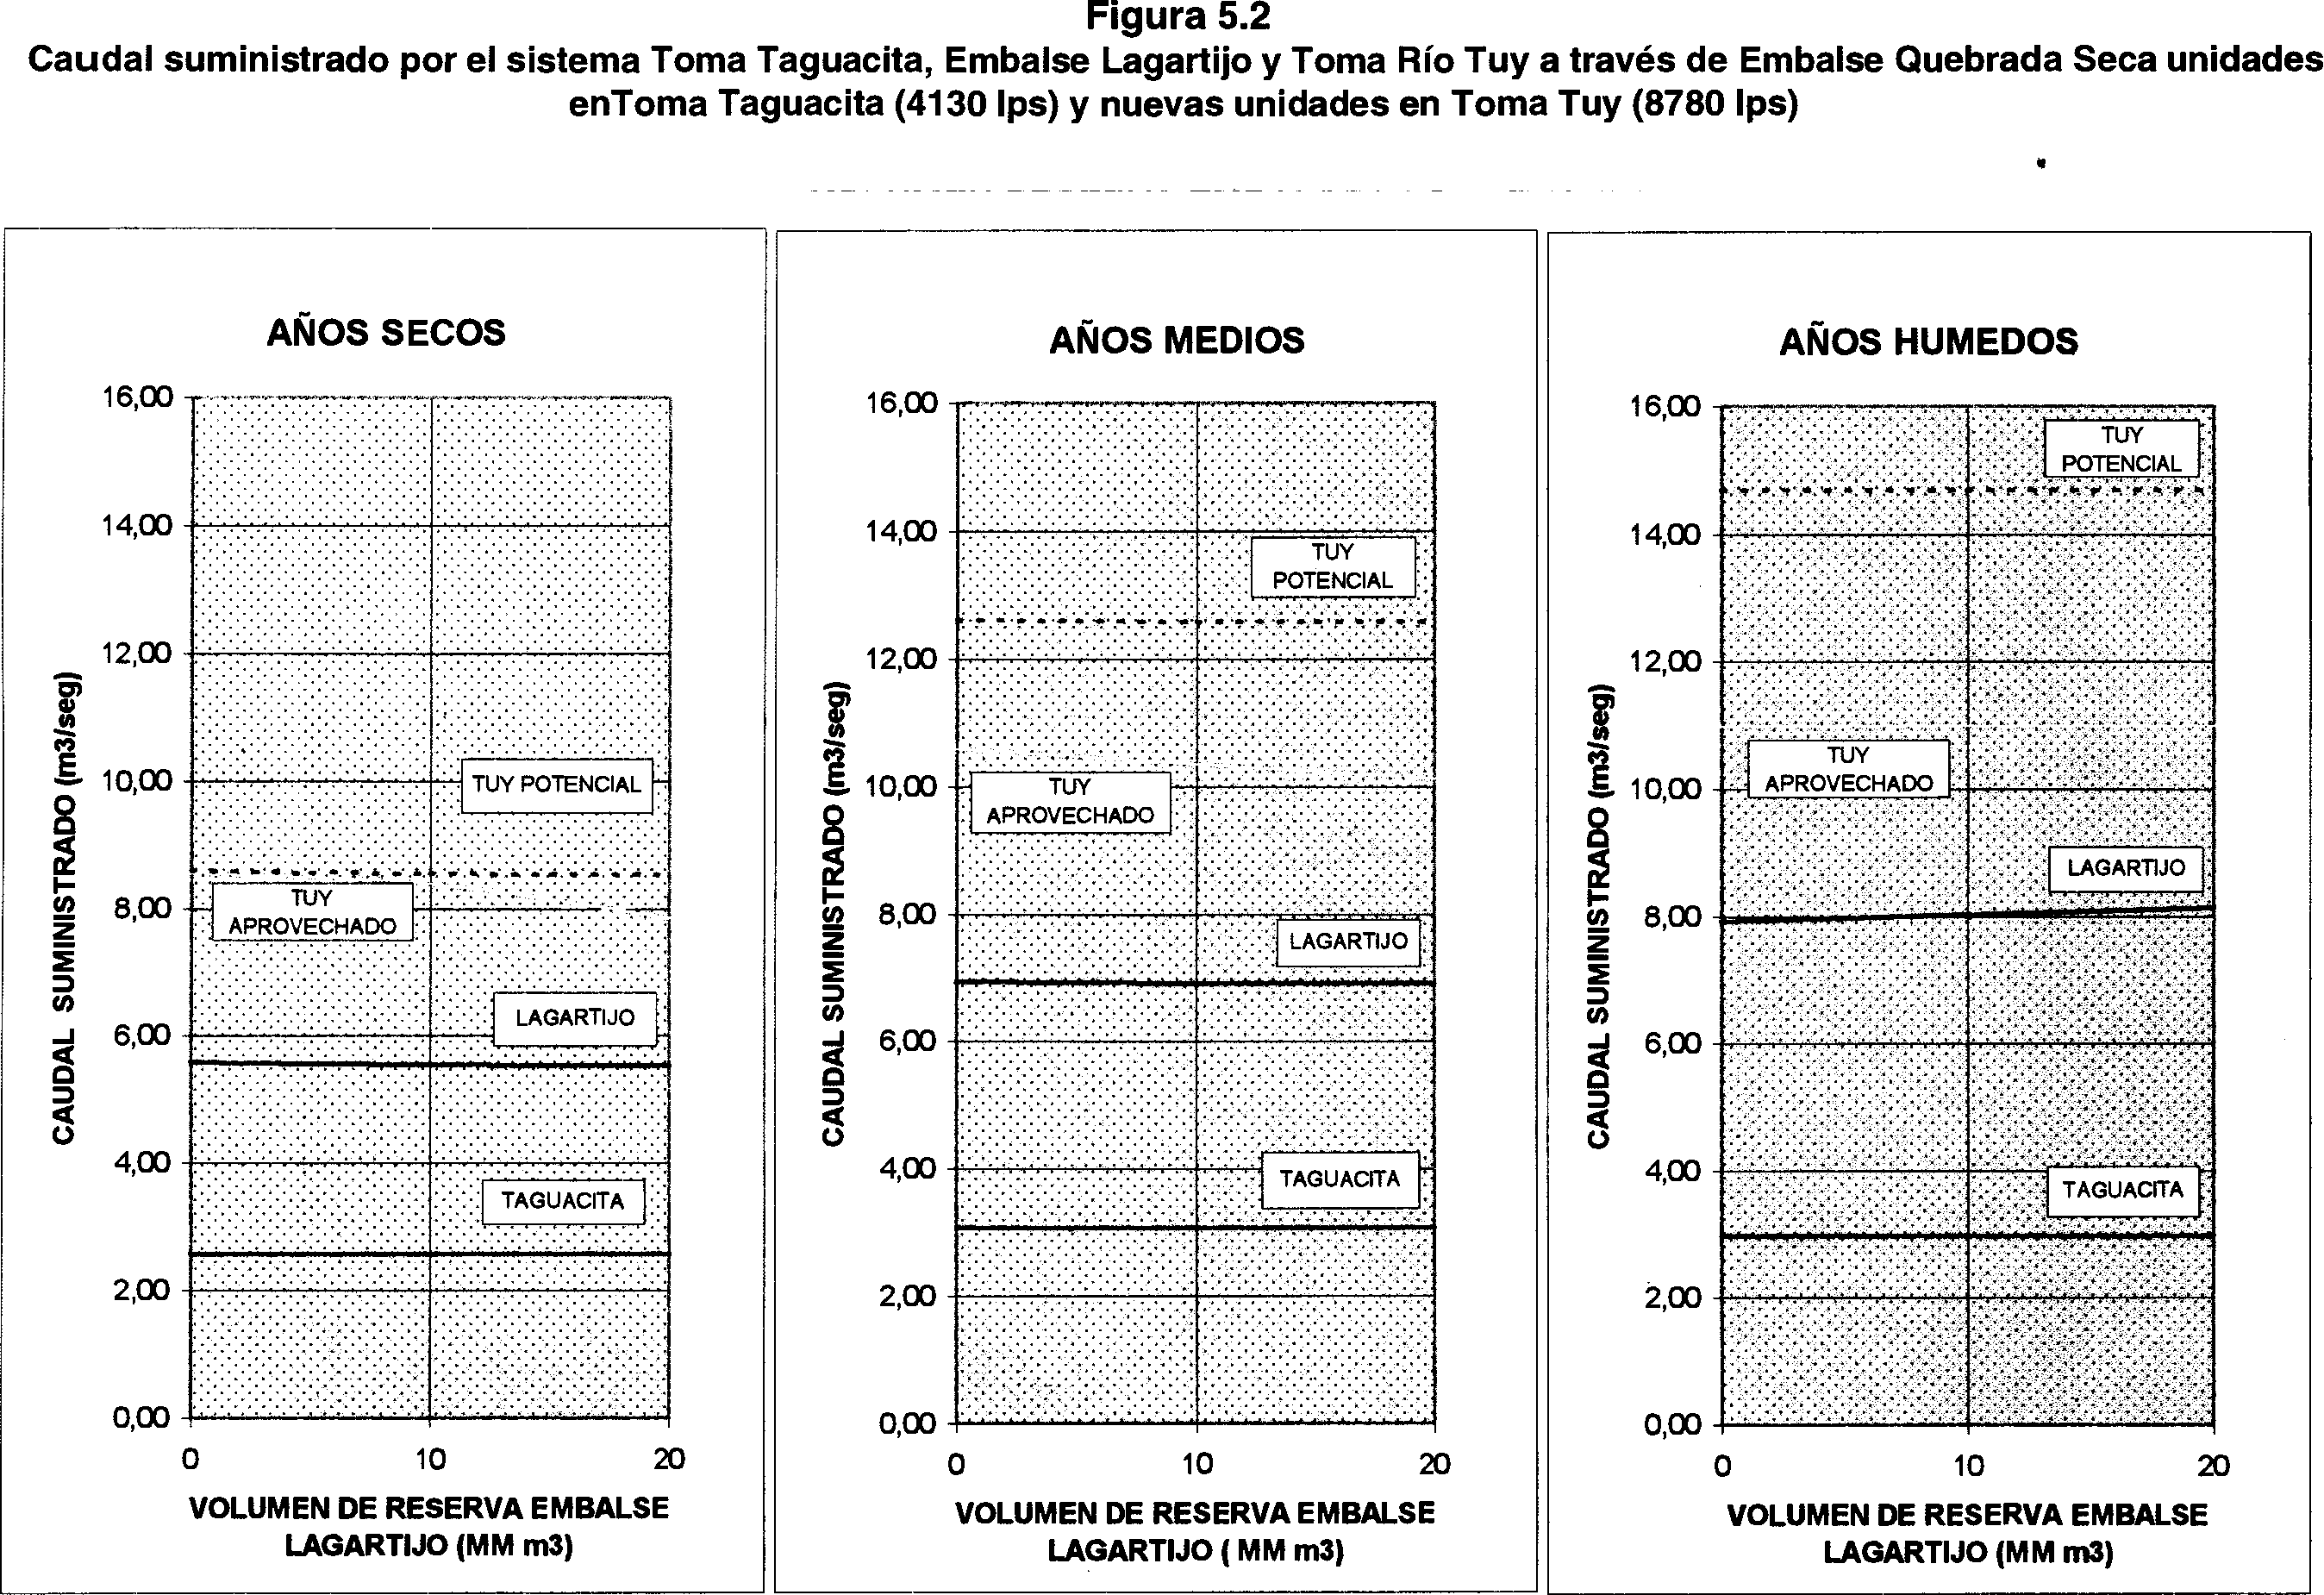 Figura 5.2
Caudal suministrado por el sistema Toma Taguacita, Embalse Lagartijo y Toma Río Tuy a través de Embalse Quebrada Seca unidades
enToma Taguacita (4130 lps) y nuevas unidades en Toma Tuy (8780 lps)
AÑOS SECOS
CAUDAL SUMINISTRADO (m3/seg)
16,00
14,00
12,00
10,00
8,00
6,00
4,00
2,00
0,00
TUY POTENCIAL
TUY
APROVECHADO
LAGARTIJO
TAGUACITA
0
10
20
VOLUMEN DE RESERVA EMBALSE
LAGARTIJO (MM m3)
AÑOS MEDIOS
CAUDAL SUMINISTRADO (m3/seg)
16,00
14,00
12,00
10,00
8,00
6,00
4,00
2,00
0,00
TUY
POTENCIAL
TUY
APROVECHADO
LAGARTIJO
TAGUACITA
0
10
20
VOLUMEN DE RESERVA EMBALSE
LAGARTIJO ( MM m3)
AÑOS HUMEDOS
CAUDAL SUMINISTRADO (m3/seg)
16,00
14,00
12,00
10,00
8,00
6,00
4,00
2,00
0,00
TUY
POTENCIAL
TUY
APROVECHADO
LAGARTIJO
TAGUACITA
0
10
20
VOLUMEN DE RESERVA EMBALSE
LAGARTIJO (MM m3)